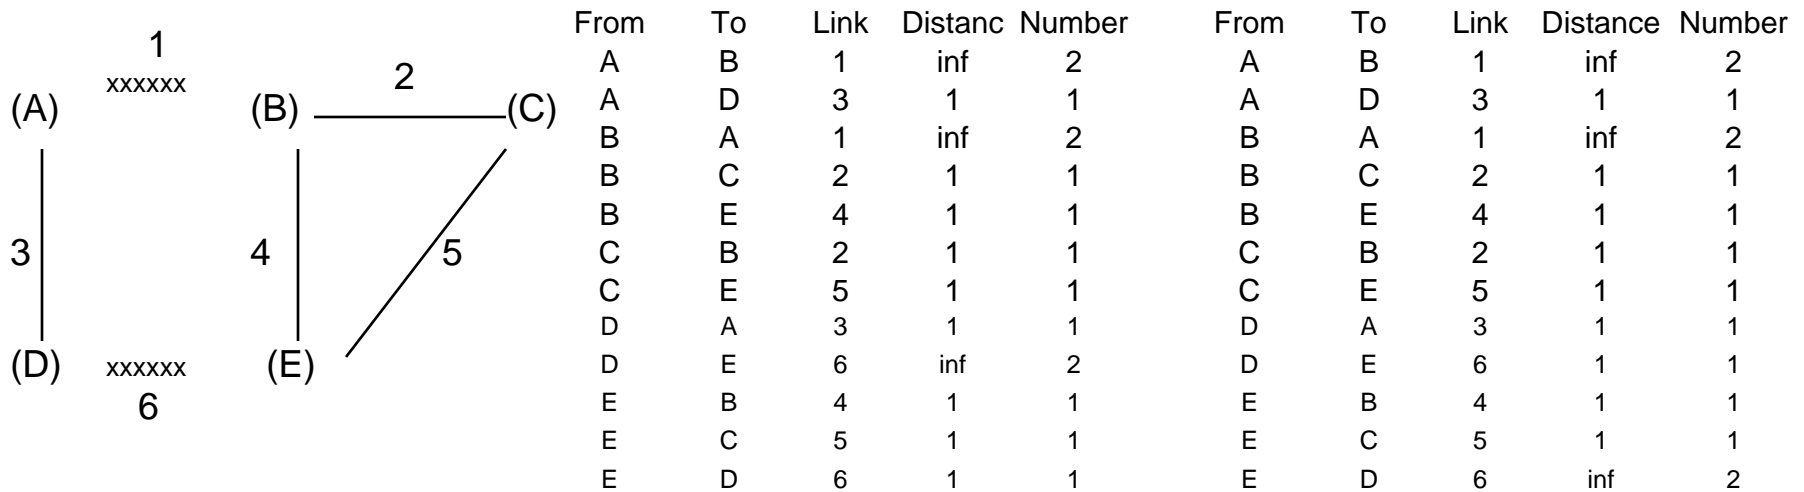 1
xxxxxx
2
(A)
(B)
(C)
3
4
5
(D)
xxxxxx
(E)
6
From To Link Distanc Number
A B 1 inf 2
A D 3 1 1
B A 1 inf 2
B C 2 1 1
B E 4 1 1
C B 2 1 1
C E 5 1 1
D A 3 1 1
D E 6 inf 2
E B 4 1 1
E C 5 1 1
E D 6 1 1
From To Link Distance Number
A B 1 inf 2
A D 3 1 1
B A 1 inf 2
B C 2 1 1
B E 4 1 1
C B 2 1 1
C E 5 1 1
D A 3 1 1
D E 6 1 1
E B 4 1 1
E C 5 1 1
E D 6 inf 2